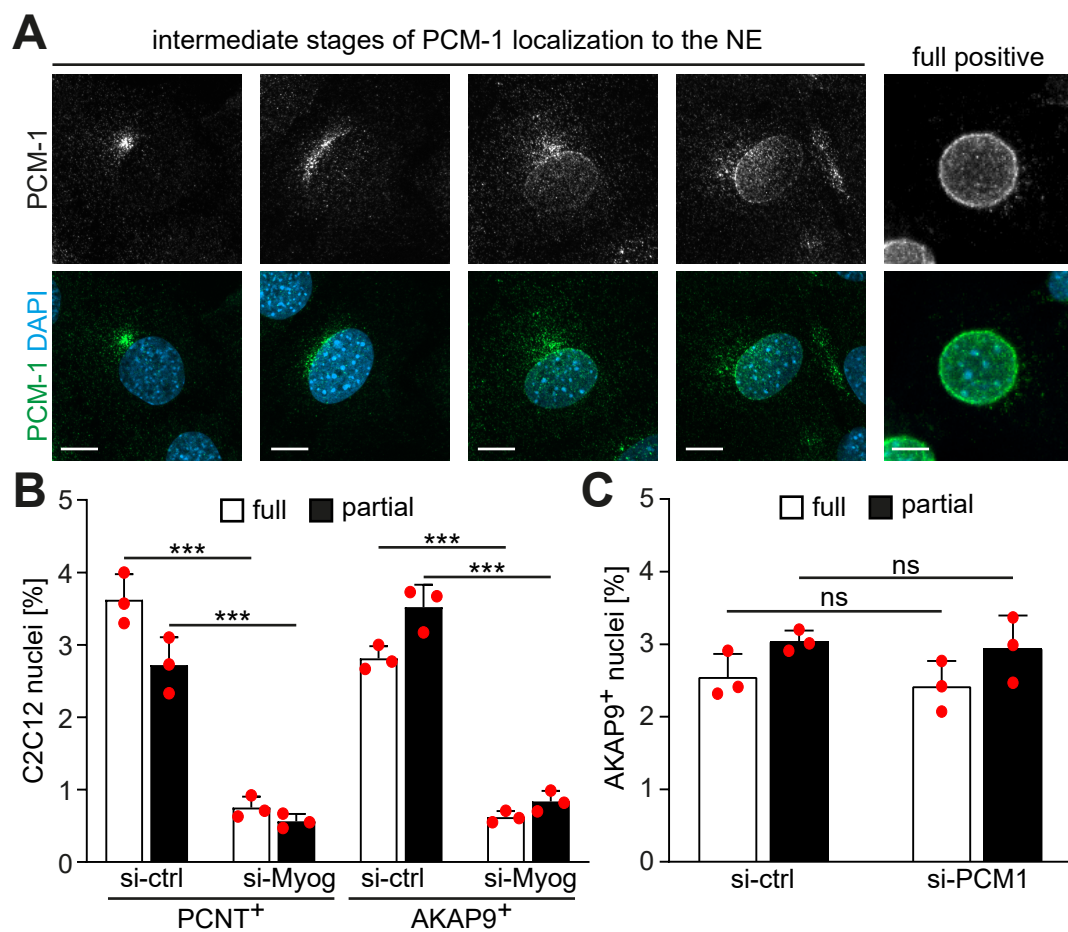 A
intermediate stages of PCM-1 localization to the NE
full positive
PCM-1
PCM-1 DAPI
B
C2C12 nuclei [%]
5
4
3
2
1
0
full partial
***
***
***
***
si-ctrl si-Myog si-ctrl si-Myog
PCNT+ AKAP9+
C
AKAP9+ nuclei [%]
5
4
3
2
1
0
full partial
ns
ns
si-ctrl si-PCM1